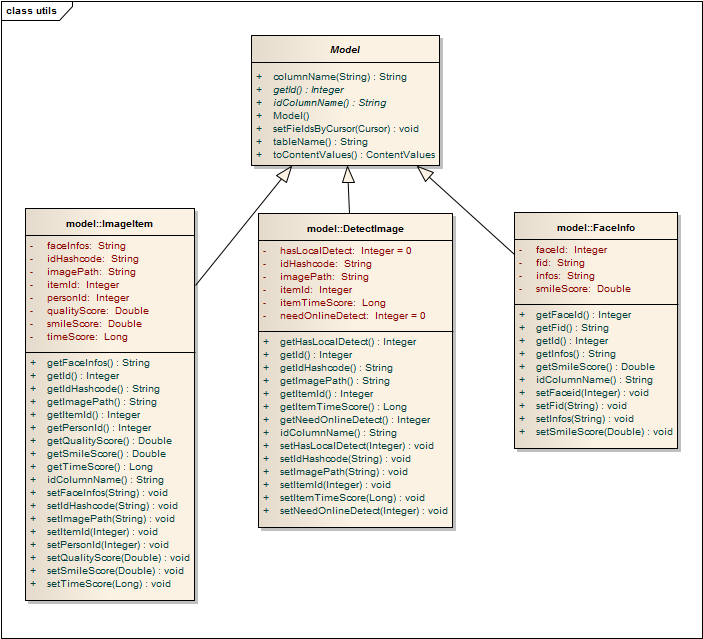 class utils
Model
+ columnName(String) : String
+ getId() : Integer
+ idColumnName() : String
+ Model()
+ setFieldsByCursor(Cursor) : void
+ tableName() : String
+ toContentValues() : ContentValues
model::ImageItem
- faceInfos: String
- idHashcode: String
- imagePath: String
- itemId: Integer
- personId: Integer
- qualityScore: Double
- smileScore: Double
- timeScore: Long
+ getFaceInfos() : String
+ getId() : Integer
+ getIdHashcode() : String
+ getImagePath() : String
+ getItemId() : Integer
+ getPersonId() : Integer
+ getQualityScore() : Double
+ getSmileScore() : Double
+ getTimeScore() : Long
+ idColumnName() : String
+ setFaceInfos(String) : void
+ setIdHashcode(String) : void
+ setImagePath(String) : void
+ setItemId(Integer) : void
+ setPersonId(Integer) : void
+ setQualityScore(Double) : void
+ setSmileScore(Double) : void
+ setTimeScore(Long) : void
model::DetectImage
- hasLocalDetect: Integer = 0
- idHashcode: String
- imagePath: String
- itemId: Integer
- itemTimeScore: Long
- needOnlineDetect: Integer = 0
+ getHasLocalDetect() : Integer
+ getId() : Integer
+ getIdHashcode() : String
+ getImagePath() : String
+ getItemId() : Integer
+ getItemTimeScore() : Long
+ getNeedOnlineDetect() : Integer
+ idColumnName() : String
+ setHasLocalDetect(Integer) : void
+ setIdHashcode(String) : void
+ setImagePath(String) : void
+ setItemId(Integer) : void
+ setItemTimeScore(Long) : void
+ setNeedOnlineDetect(Integer) : void
model::FaceInfo
- faceId: Integer
- fid: String
- infos: String
- smileScore: Double
+ getFaceId() : Integer
+ getFid() : String
+ getId() : Integer
+ getInfos() : String
+ getSmileScore() : Double
+ idColumnName() : String
+ setFaceid(Integer) : void
+ setFid(String) : void
+ setInfos(String) : void
+ setSmileScore(Double) : void